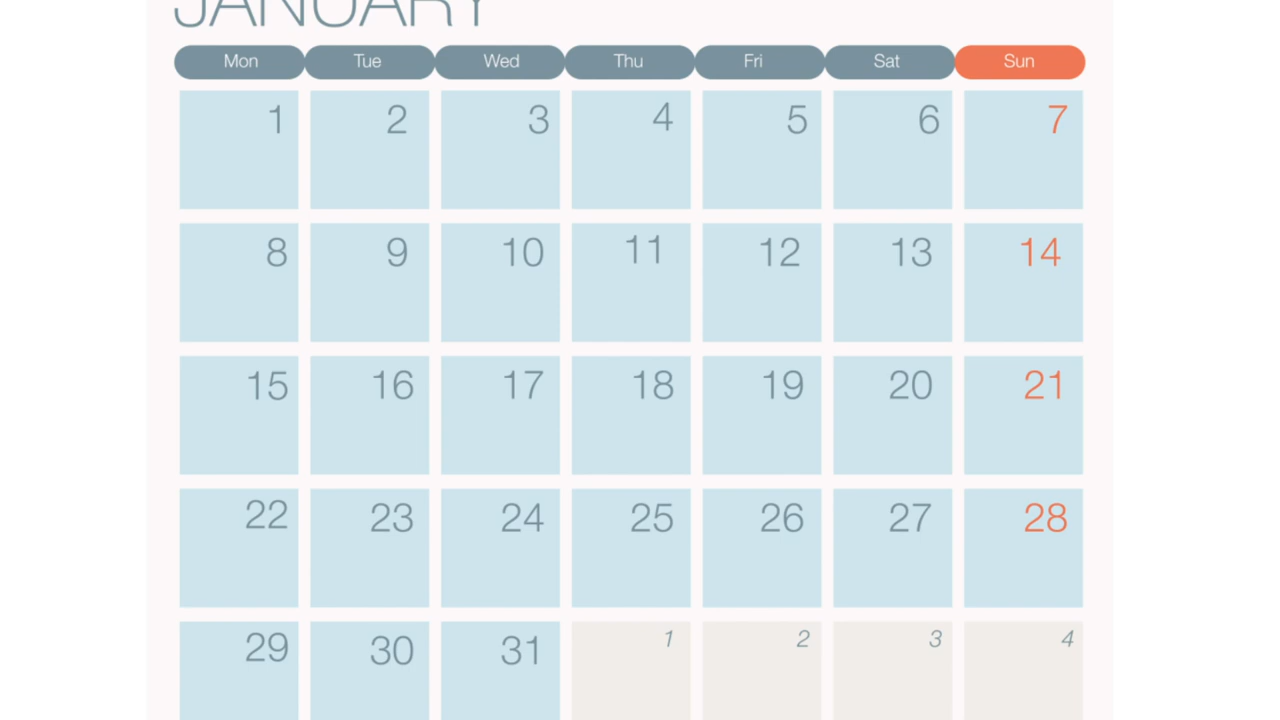 JANUARY
Mon Tue Wed Thu Fri Sat Sun
1 2 3 4 5 6 7
8 9 10 11 12 13 14
15 16 17 18 19 20 21
22 23 24 25 26 27 28
29 30 31 1 2 3 4